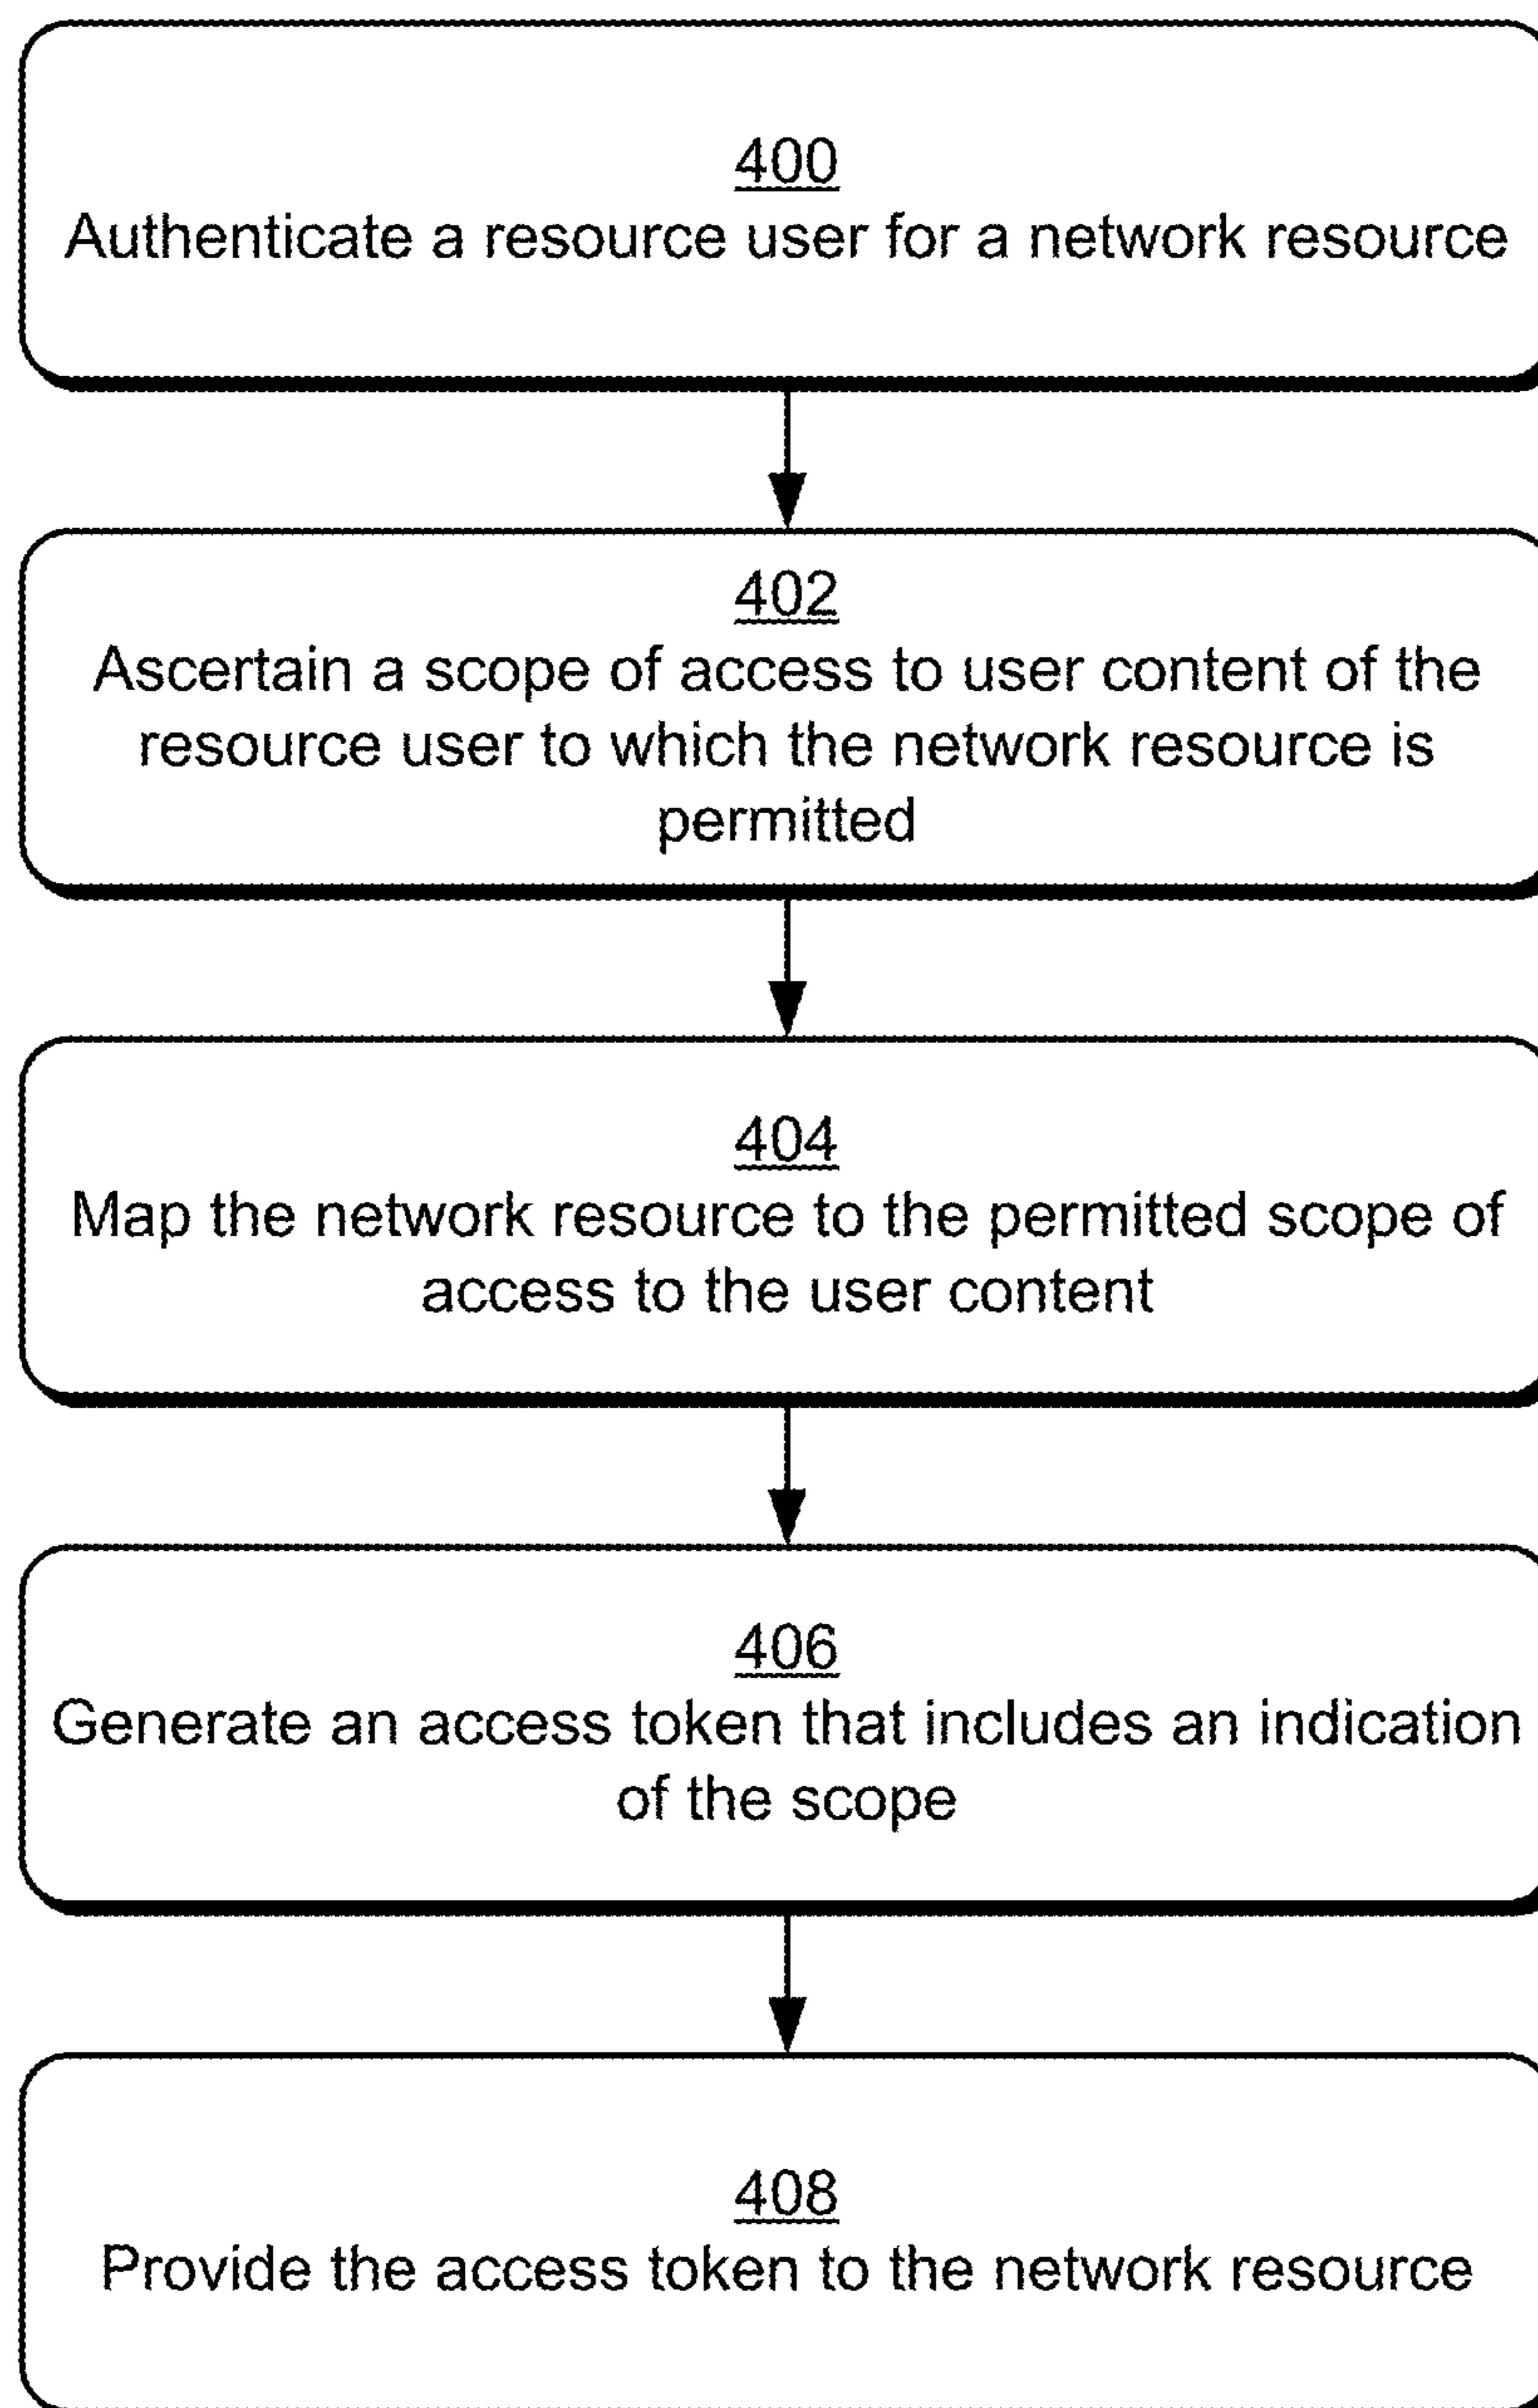 400
Authenticate a resource user for a network resource
402
Ascertain a scope of access to user content of the
resource user to which the network resource is
permitted
404
Map the network resource to the permitted scope of
access to the user content
406
Generate an access token that includes an indication
of the scope
408
Provide the access token to the network resource